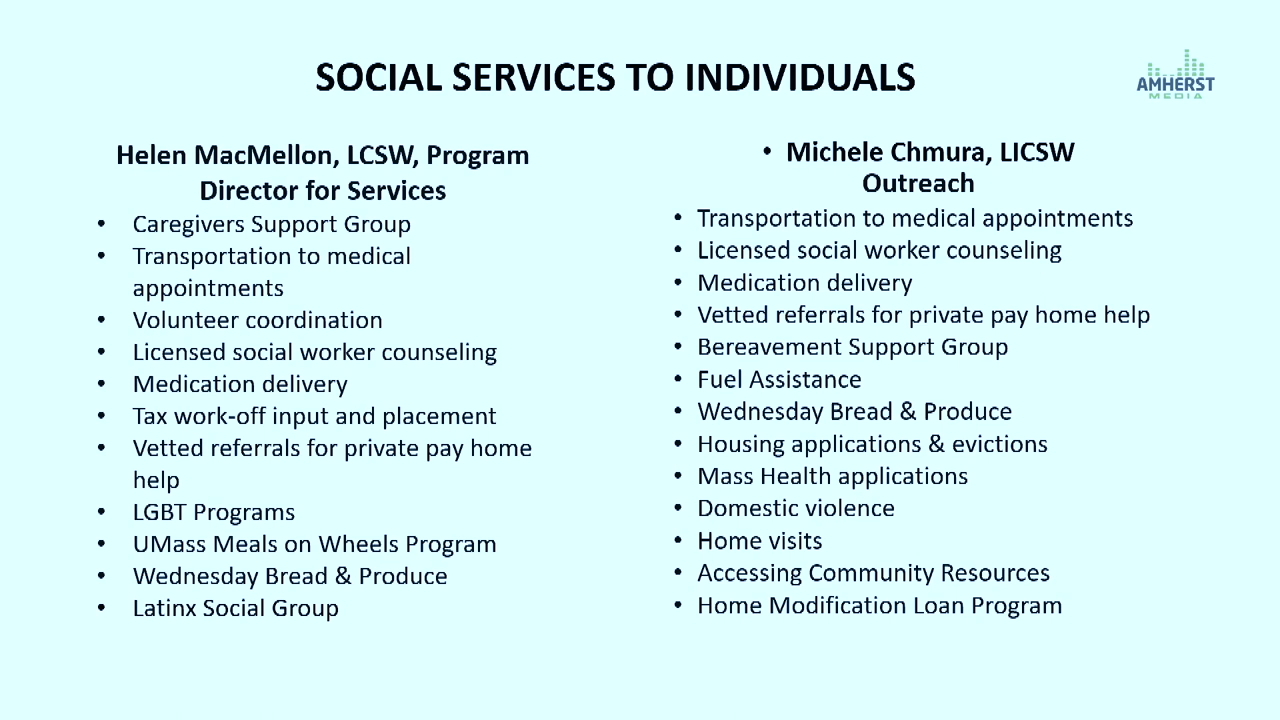 SOCIAL SERVICES TO INDIVIDUALS
AMHERST
MEDIA
Helen MacMellon, LCSW, Program
Director for Services
• Caregivers Support Group
• Transportation to medical
appointments
• Volunteer coordination
• Licensed social worker counseling
• Medication delivery
• Tax work-off input and placement
• Vetted referrals for private pay home
help
• LGBT Programs
• UMass Meals on Wheels Program
• Wednesday Bread & Produce
• Latinx Social Group
• Michele Chmura, LICSW
Outreach
• Transportation to medical appointments
• Licensed social worker counseling
• Medication delivery
• Vetted referrals for private pay home help
• Bereavement Support Group
• Fuel Assistance
• Wednesday Bread & Produce
• Housing applications & evictions
• Mass Health applications
• Domestic violence
• Home visits
• Accessing Community Resources
• Home Modification Loan Program